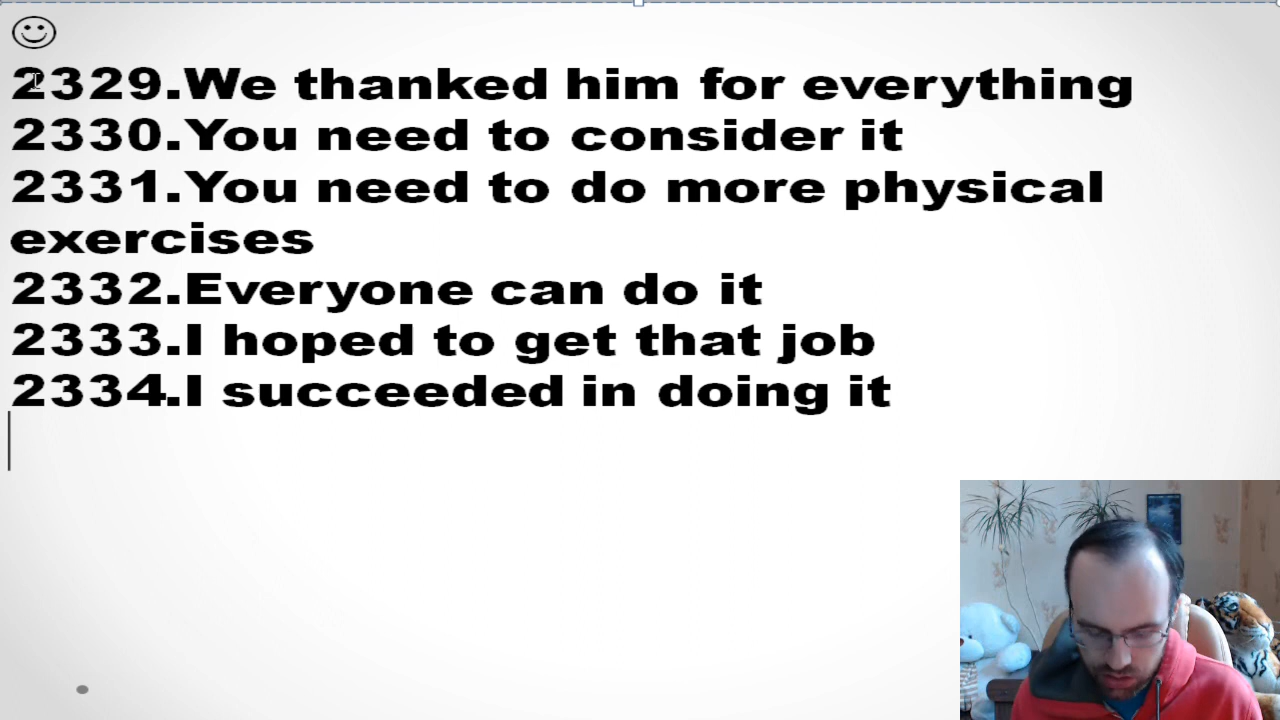 2329.We thanked him for everything
2330.You need to consider it
2331.You need to do more physical
exercises
2332.Everyone can do it
2333.I hoped to get that job
2334.I succeeded in doing it